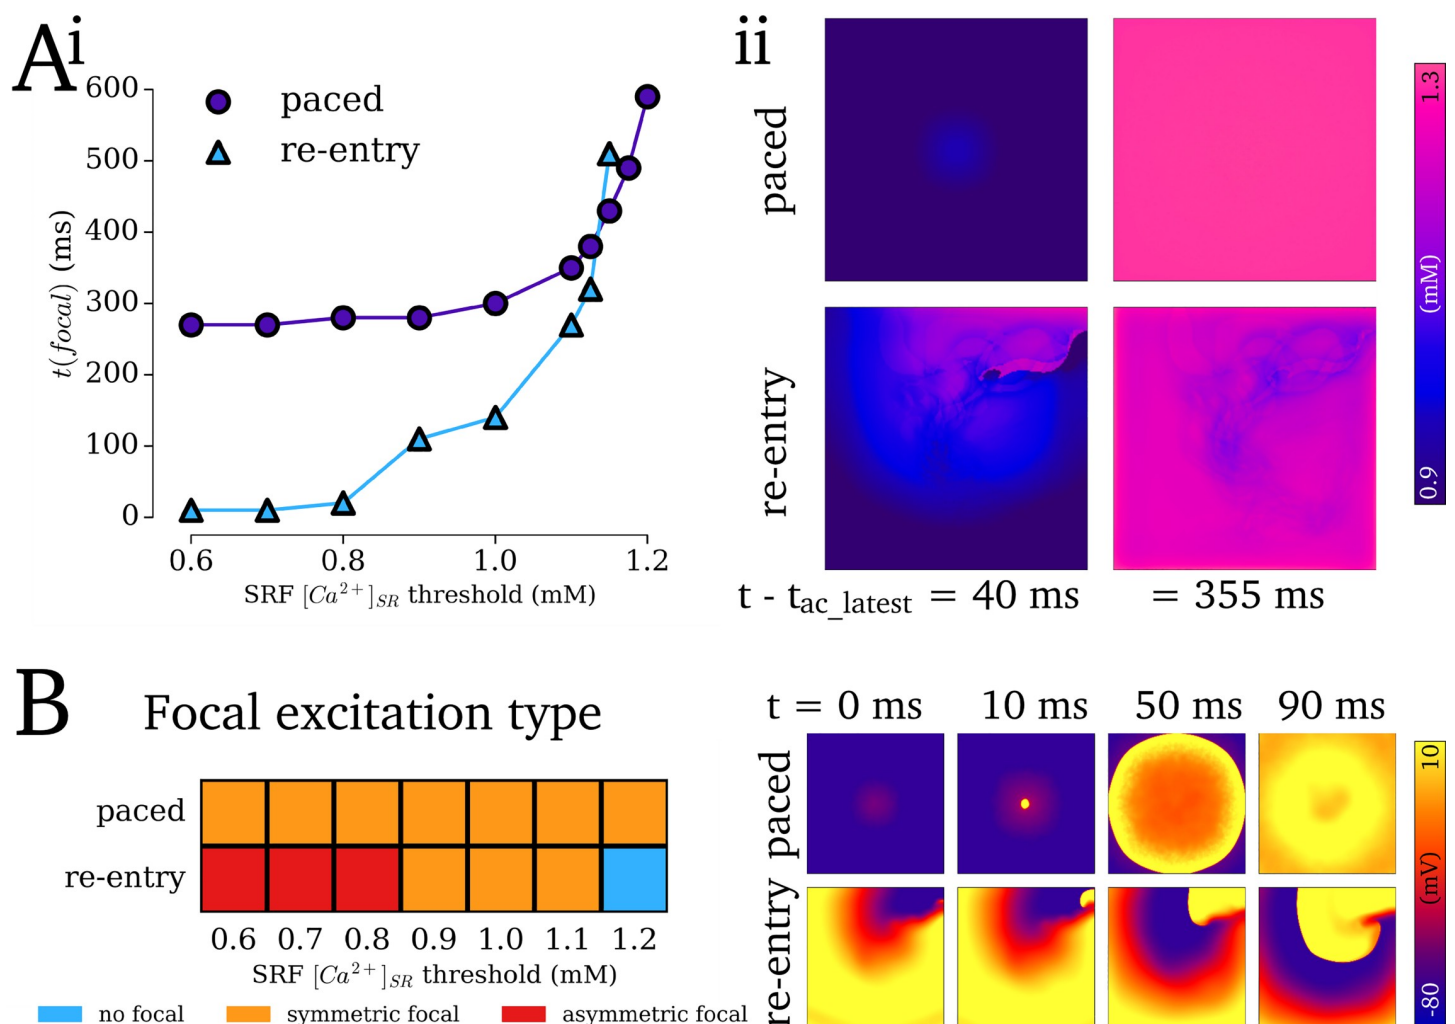 Ai
600
500
400
300
200
100
0
t(focal) (ms)
paced
re-entry
0.6 0.8 1.0 1.2
SRF [Ca²⁺]SR threshold (mM)
ii
paced
re-entry
t - tac_latest = 40 ms = 355 ms
1.3
(mM)
0.9
B
Focal excitation type
paced
re-entry
0.6 0.7 0.8 0.9 1.0 1.1 1.2
SRF [Ca²⁺]SR threshold (mM)
no focal symmetric focal asymmetric focal
t = 0 ms 10 ms 50 ms 90 ms
paced
re-entry
10
(mV)
-80